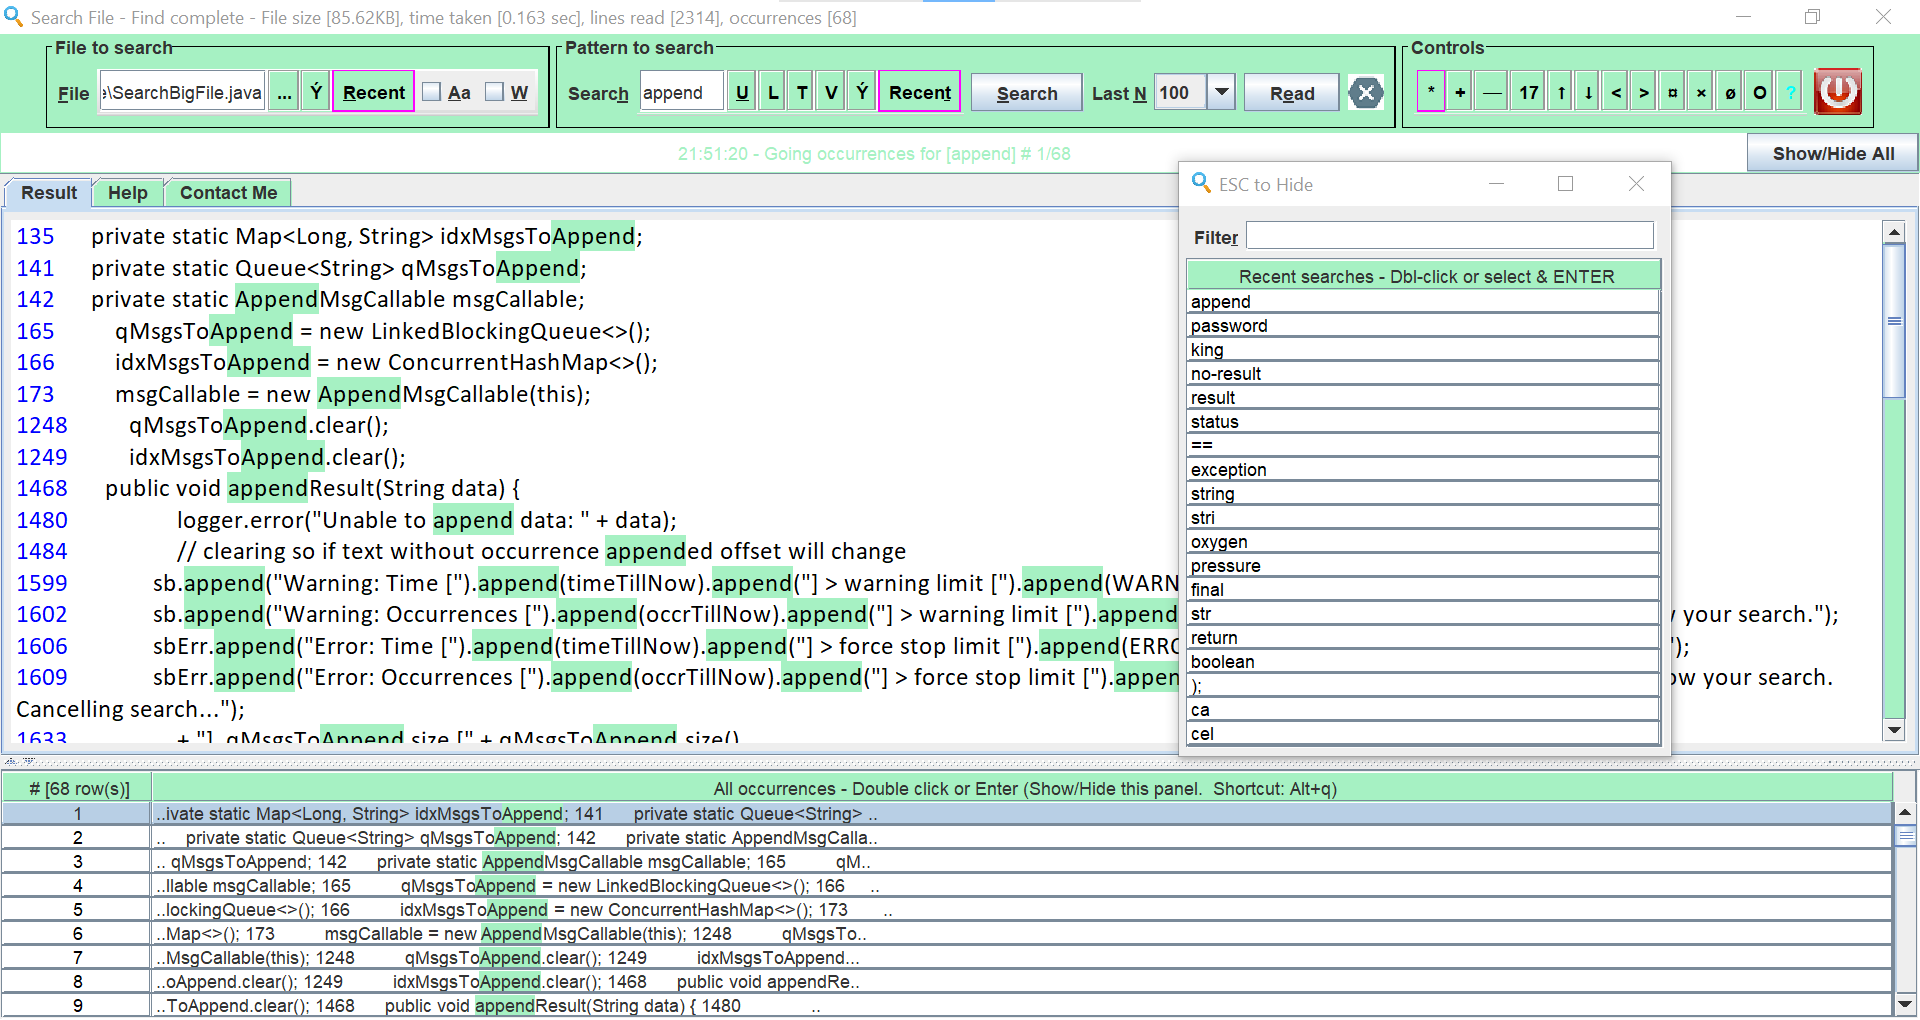 Search File - Find complete - File size [85.62KB], time taken [0.163 sec], lines read [2314], occurrences [68]
File to search
File :\SearchBigFile.java ... Ý Recent Aa W
Pattern to search
Search append U L T V Ý Recent Search Last N 100 Read
Controls
* + — 17 ↑ ↓ < > ¤ × ø O ?
21:51:20 - Going occurrences for [append] # 1/68
Show/Hide All
Result Help Contact Me
135 private static Map<Long, String> idxMsgsToAppend;
141 private static Queue<String> qMsgsToAppend;
142 private static AppendMsgCallable msgCallable;
165 qMsgsToAppend = new LinkedBlockingQueue<>();
166 idxMsgsToAppend = new ConcurrentHashMap<>();
173 msgCallable = new AppendMsgCallable(this);
1248 qMsgsToAppend.clear();
1249 idxMsgsToAppend.clear();
1468 public void appendResult(String data) {
1480 logger.error("Unable to append data: " + data);
1484 // clearing so if text without occurrence appended offset will change
1599 sb.append("Warning: Time [").append(timeTillNow).append("] > warning limit [").append(WARN
1602 sb.append("Warning: Occurrences [").append(occrTillNow).append("] > warning limit [").append your search.");
1606 sbErr.append("Error: Time [").append(timeTillNow).append("] > force stop limit [").append(ERRO ");
1609 sbErr.append("Error: Occurrences [").append(occrTillNow).append("] > force stop limit [").appen ow your search.
Cancelling search...");
1633 + "], qMsgsToAppend size [" + qMsgsToAppend.size()
ESC to Hide
Filter
Recent searches - Dbl-click or select & ENTER
append
password
king
no-result
result
status
==
exception
string
stri
oxygen
pressure
final
str
return
boolean
);
ca
cel
# [68 row(s)] All occurrences - Double click or Enter (Show/Hide this panel. Shortcut: Alt+q)
1 ..ivate static Map<Long, String> idxMsgsToAppend; 141 private static Queue<String> ..
2 .. private static Queue<String> qMsgsToAppend; 142 private static AppendMsgCalla..
3 .. qMsgsToAppend; 142 private static AppendMsgCallable msgCallable; 165 qM..
4 ..llable msgCallable; 165 qMsgsToAppend = new LinkedBlockingQueue<>(); 166 ..
5 ..lockingQueue<>(); 166 idxMsgsToAppend = new ConcurrentHashMap<>(); 173 ..
6 ..Map<>(); 173 msgCallable = new AppendMsgCallable(this); 1248 qMsgsTo..
7 ..MsgCallable(this); 1248 qMsgsToAppend.clear(); 1249 idxMsgsToAppend...
8 ..oAppend.clear(); 1249 idxMsgsToAppend.clear(); 1468 public void appendRe..
9 ..ToAppend.clear(); 1468 public void appendResult(String data) { 1480 ..